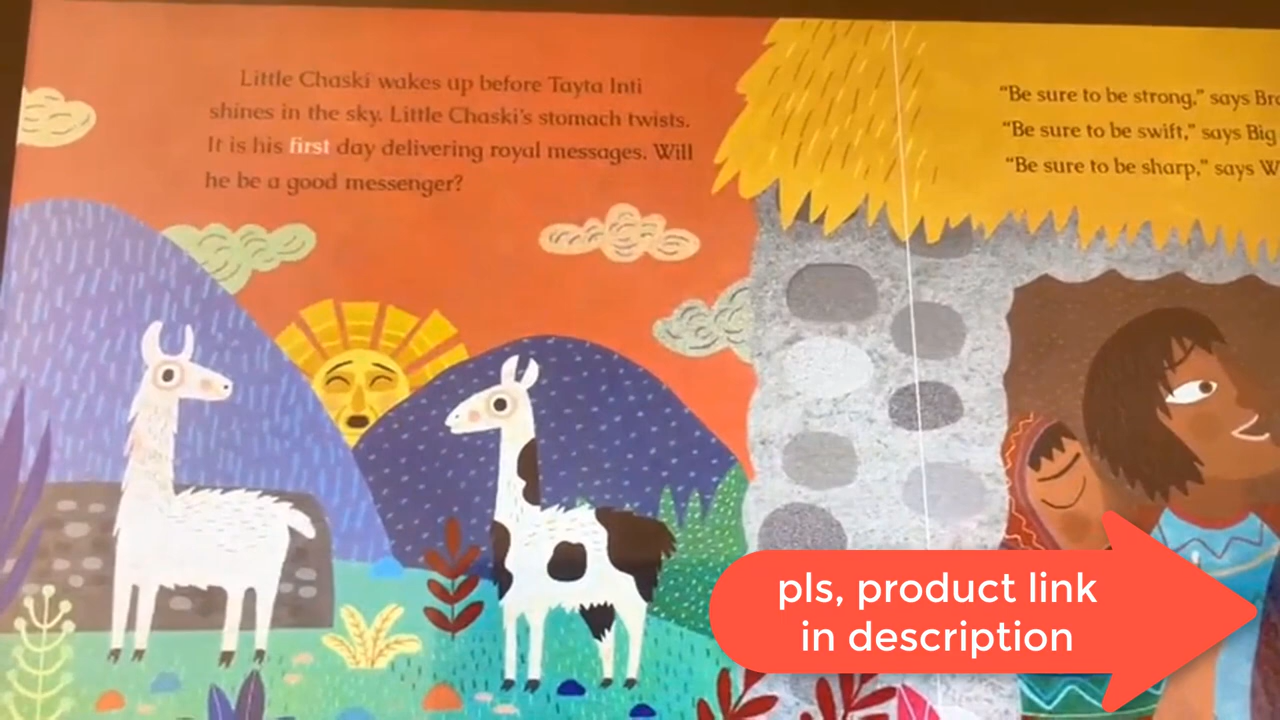 Little Chaski wakes up before Tayta Inti
shines in the sky. Little Chaski's stomach twists.
It is his first day delivering royal messages. Will
he be a good messenger?
"Be sure to be strong," says
"Be sure to be swift," says Big
"Be sure to be sharp," says
pls, product link
in description